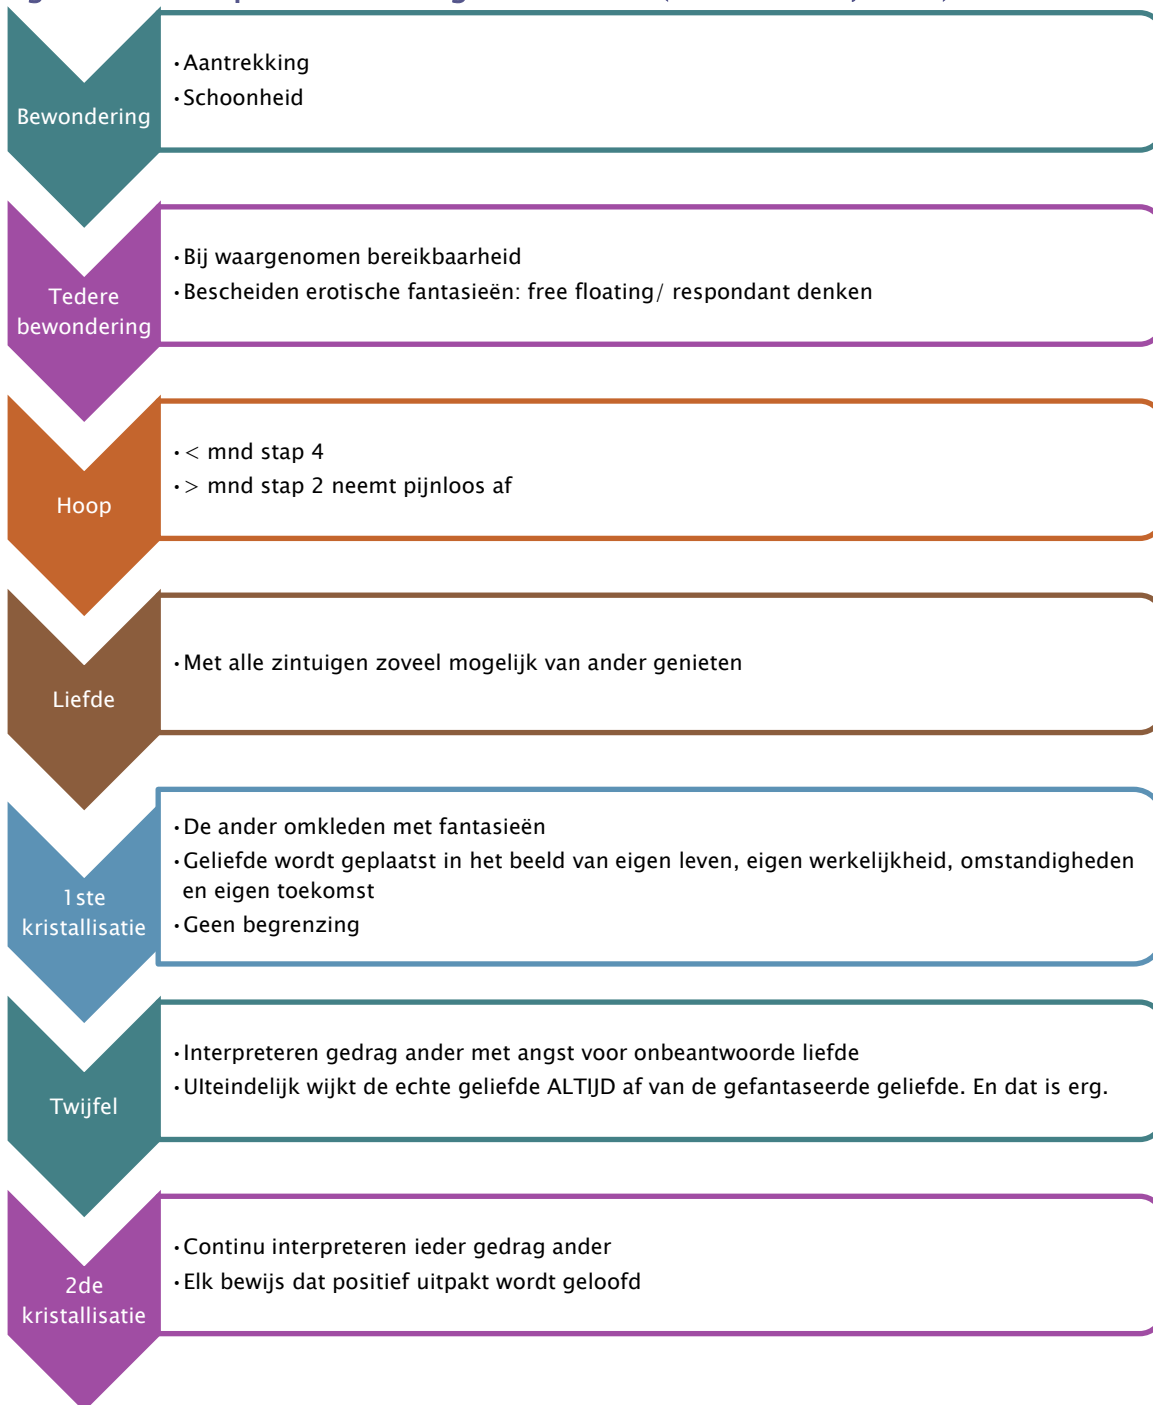 Bewondering
·Aantrekking
·Schoonheid
Tedere
bewondering
·Bij waargenomen bereikbaarheid
·Bescheiden erotische fantasieën: free floating/ respondant denken
Hoop
·< mnd stap 4
·> mnd stap 2 neemt pijnloos af
Liefde
·Met alle zintuigen zoveel mogelijk van ander genieten
1ste
kristallisatie
·De ander omkleden met fantasieën
·Geliefde wordt geplaatst in het beeld van eigen leven, eigen werkelijkheid, omstandigheden
en eigen toekomst
·Geen begrenzing
Twijfel
·Interpreteren gedrag ander met angst voor onbeantwoorde liefde
·UIteindelijk wijkt de echte geliefde ALTIJD af van de gefantaseerde geliefde. En dat is erg.
2de
kristallisatie
·Continu interpreteren ieder gedrag ander
·Elk bewijs dat positief uitpakt wordt geloofd